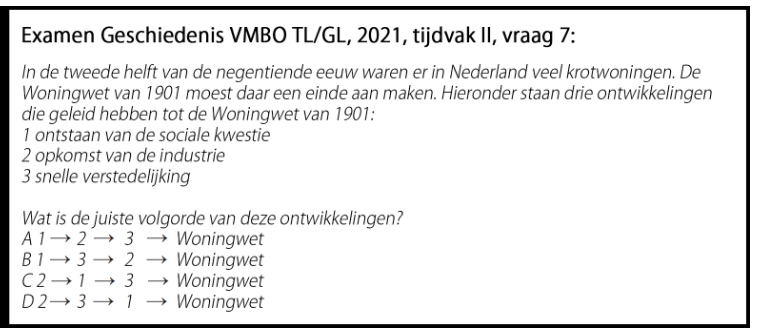 Examen Geschiedenis VMBO TL/GL, 2021, tijdvak II, vraag 7:
In de tweede helft van de negentiende eeuw waren er in Nederland veel krotwoningen. De
Woningwet van 1901 moest daar een einde aan maken. Hieronder staan drie ontwikkelingen
die geleid hebben tot de Woningwet van 1901:
1 ontstaan van de sociale kwestie
2 opkomst van de industrie
3 snelle verstedelijking
Wat is de juiste volgorde van deze ontwikkelingen?
A 1 → 2 → 3 → Woningwet
B 1 → 3 → 2 → Woningwet
C 2 → 1 → 3 → Woningwet
D 2 → 3 → 1 → Woningwet